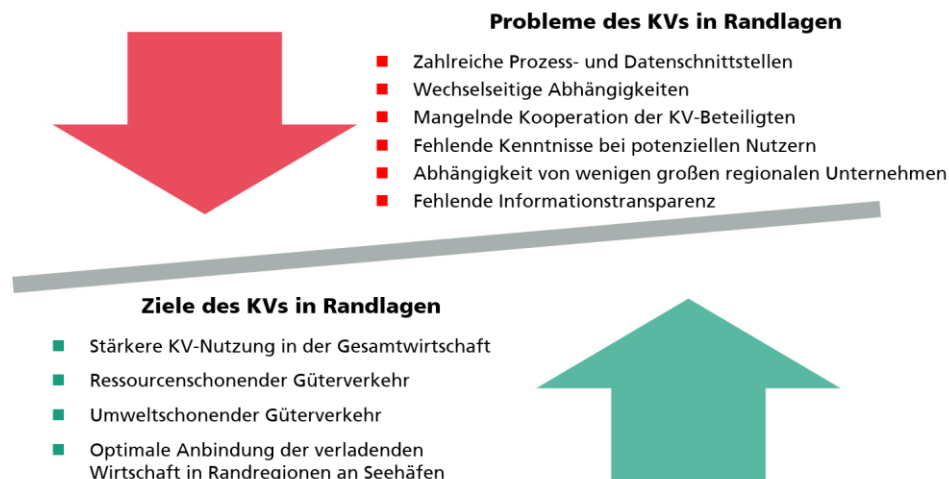 Probleme des KVs in Randlagen
Zahlreiche Prozess- und Datenschnittstellen
Wechselseitige Abhängigkeiten
Mangelnde Kooperation der KV-Beteiligten
Fehlende Kenntnisse bei potenziellen Nutzern
Abhängigkeit von wenigen großen regionalen Unternehmen
Fehlende Informationstransparenz
Ziele des KVs in Randlagen
Stärkere KV-Nutzung in der Gesamtwirtschaft
Ressourcenschonender Güterverkehr
Umweltschonender Güterverkehr
Optimale Anbindung der verladenden
Wirtschaft in Randregionen an Seehäfen